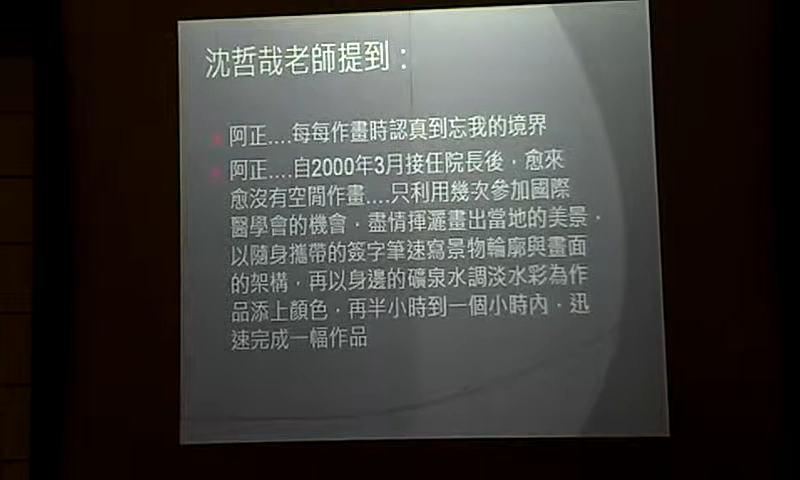 沈哲哉老師提到：
阿正....每每作畫時認真到忘我的境界
阿正....自2000年3月接任院長後，愈來
愈沒有空閒作畫....只利用幾次參加國際
醫學會的機會，盡情揮灑畫出當地的美景，
以隨身攜帶的簽字筆速寫景物輪廓與畫面
的架構，再以身邊的礦泉水調淡水彩為作
品添上顏色，再半小時到一個小時內，迅
速完成一幅作品